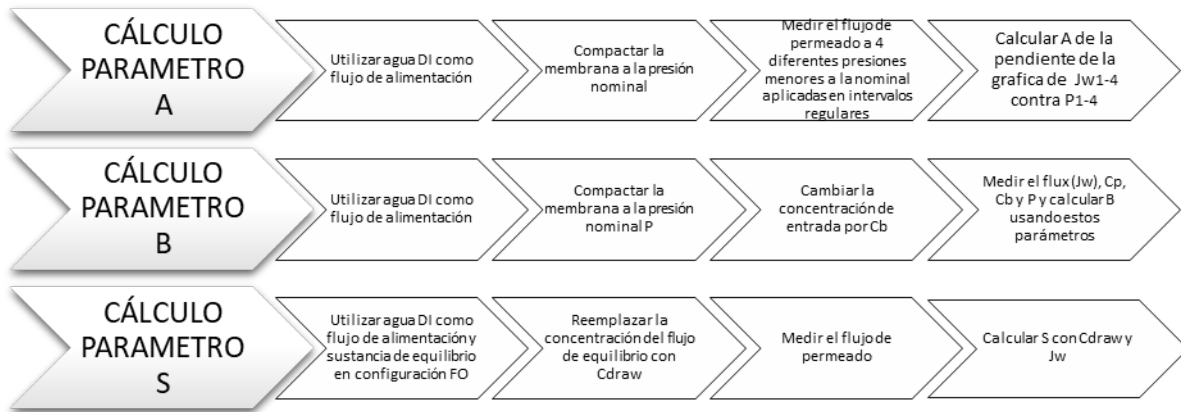 CÁLCULO
PARAMETRO
A
Utilizar agua DI como
flujo de alimentación
Compactar la
membrana a la presión
nominal
Medir el flujo de
permeado a 4
diferentes presiones
menores a la nominal
aplicadas en intervalos
regulares
Calcular A de la
pendiente de la
grafica de Jw1-4
contra P1-4
CÁLCULO
PARAMETRO
B
Utilizar agua DI como
flujo de alimentación
Compactar la
membrana a la presión
nominal P
Cambiar la
concentración de
entrada por Cb
Medir el flux (Jw), Cp,
Cb y P y calcular B
usando estos
parámetros
CÁLCULO
PARAMETRO
S
Utilizar agua DI como
flujo de alimentación y
sustancia de equilibrio
en configuración FO
Reemplazar la
concentración del flujo
de equilibrio con
Cdraw
Medir el flujo de
permeado
Calcular S con Cdraw y
Jw